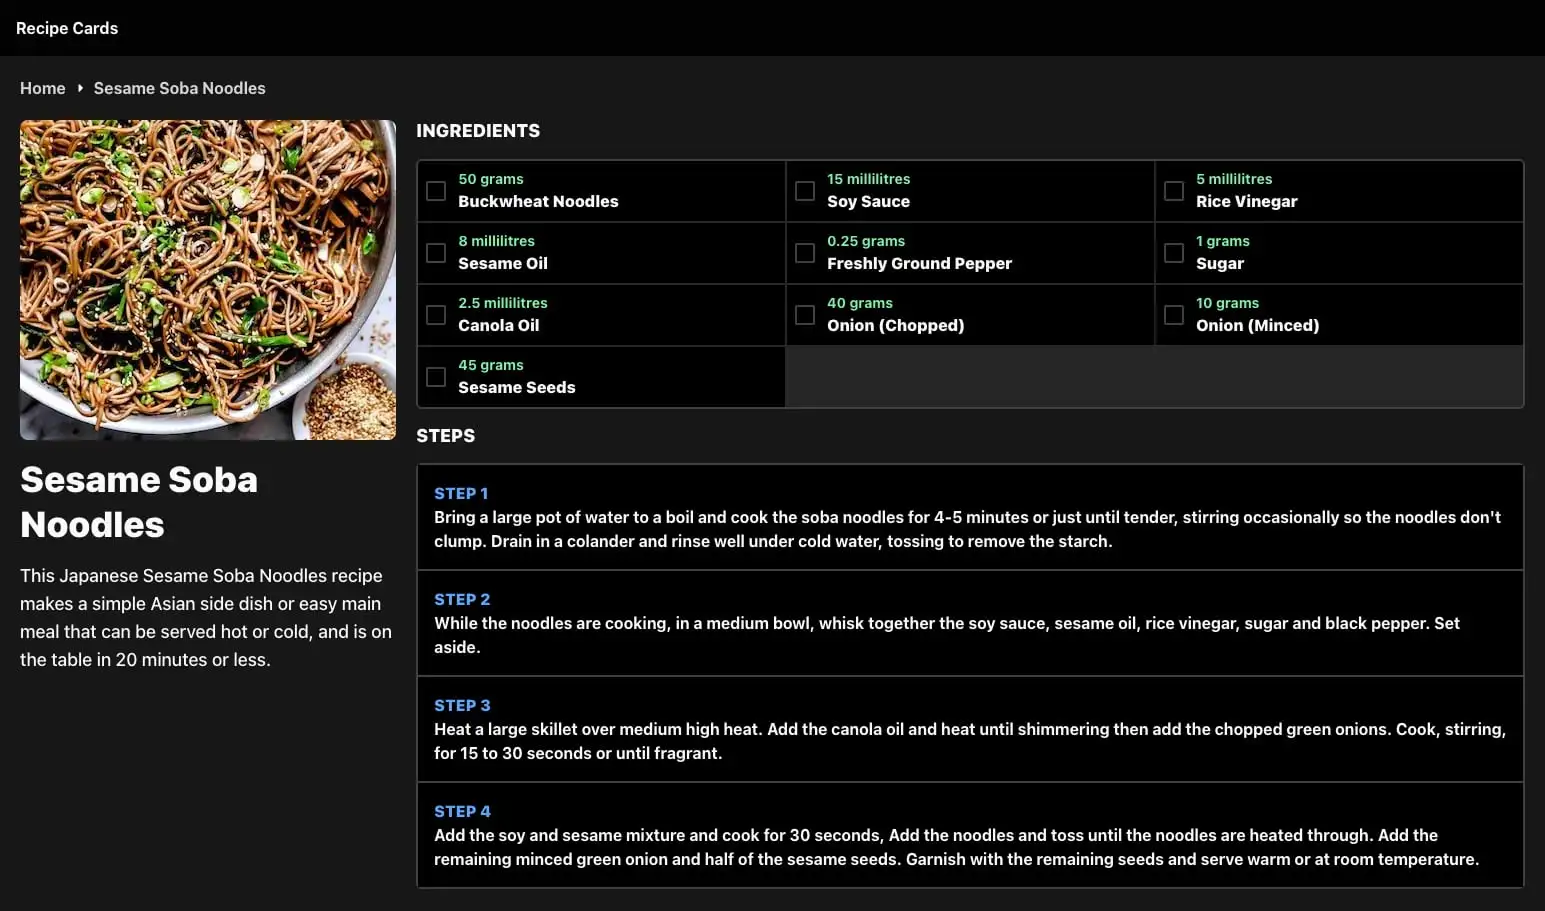 Recipe Cards
Home
Sesame Soba Noodles
Sesame Soba
Noodles
This Japanese Sesame Soba Noodles recipe
makes a simple Asian side dish or easy main
meal that can be served hot or cold, and is on
the table in 20 minutes or less.
INGREDIENTS
50 grams
Buckwheat Noodles
15 millilitres
Soy Sauce
5 millilitres
Rice Vinegar
8 millilitres
Sesame Oil
0.25 grams
Freshly Ground Pepper
1 grams
Sugar
2.5 millilitres
Canola Oil
40 grams
Onion (Chopped)
10 grams
Onion (Minced)
45 grams
Sesame Seeds
STEPS
STEP 1
Bring a large pot of water to a boil and cook the soba noodles for 4-5 minutes or just until tender, stirring occasionally so the noodles don't
clump. Drain in a colander and rinse well under cold water, tossing to remove the starch.
STEP 2
While the noodles are cooking, in a medium bowl, whisk together the soy sauce, sesame oil, rice vinegar, sugar and black pepper. Set
aside.
STEP 3
Heat a large skillet over medium high heat. Add the canola oil and heat until shimmering then add the chopped green onions. Cook, stirring,
for 15 to 30 seconds or until fragrant.
STEP 4
Add the soy and sesame mixture and cook for 30 seconds, Add the noodles and toss until the noodles are heated through. Add the
remaining minced green onion and half of the sesame seeds. Garnish with the remaining seeds and serve warm or at room temperature.